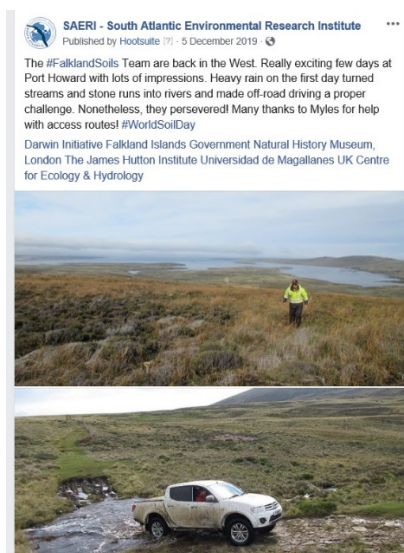 SAERI - South Atlantic Environmental Research Institute
Published by Hootsuite [?] · 5 December 2019 ·
The #FalklandSoils Team are back in the West. Really exciting few days at
Port Howard with lots of impressions. Heavy rain on the first day turned
streams and stone runs into rivers and made off-road driving a proper
challenge. Nonetheless, they persevered! Many thanks to Myles for help
with access routes! #WorldSoilDay
Darwin Initiative Falkland Islands Government Natural History Museum,
London The James Hutton Institute Universidad de Magallanes UK Centre
for Ecology & Hydrology